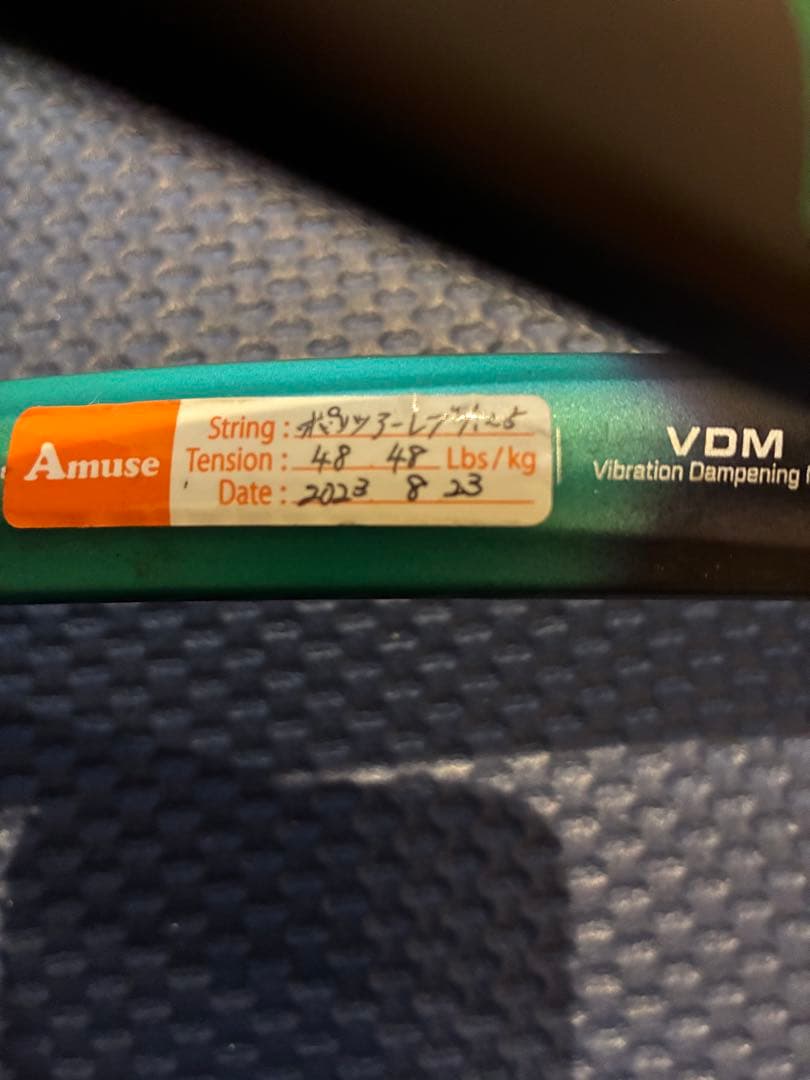 Amuse
String : ポリツアーレブ 1.25
Tension : 48 48 Lbs/kg
Date : 2023 8 23
VDM
Vibration Dampening